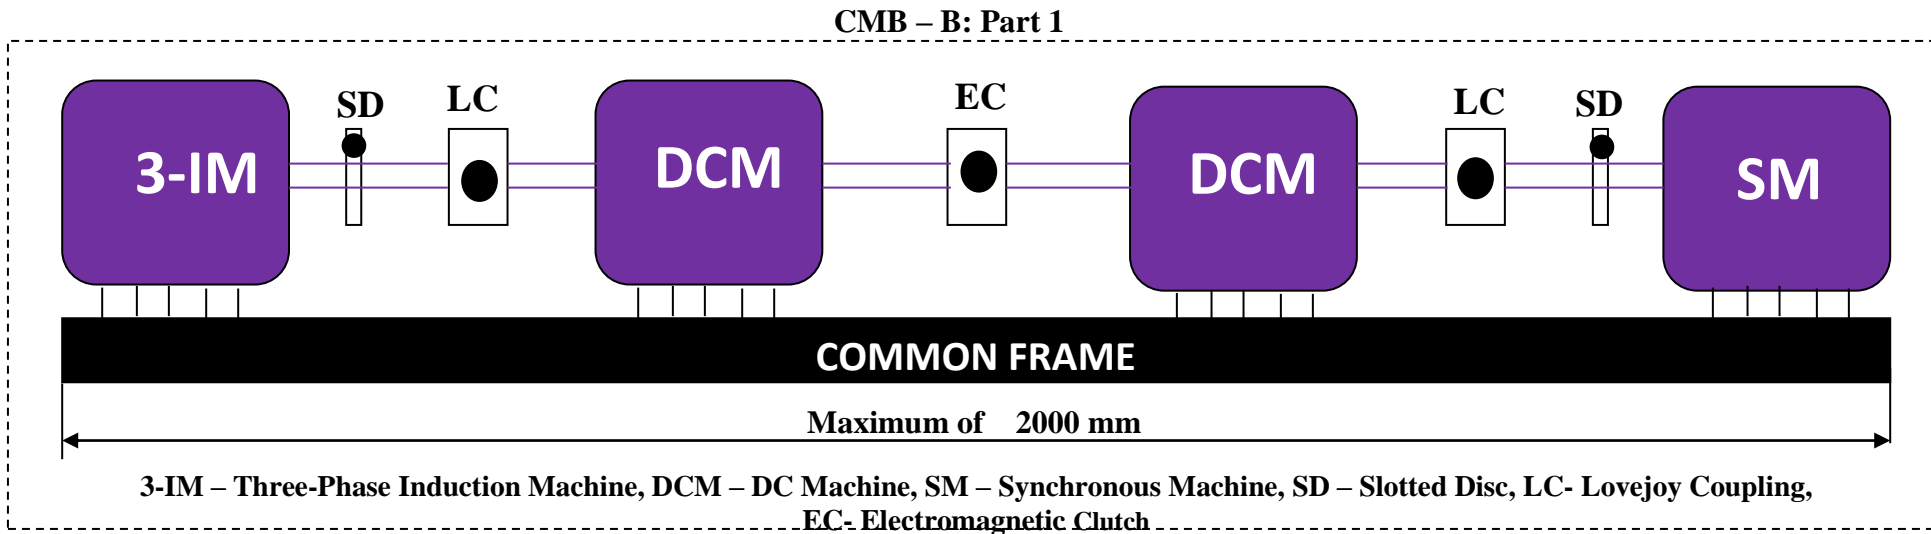 CMB – B: Part 1
SD LC EC LC SD
3-IM DCM DCM SM
COMMON FRAME
Maximum of 2000 mm
3-IM – Three-Phase Induction Machine, DCM – DC Machine, SM – Synchronous Machine, SD – Slotted Disc, LC- Lovejoy Coupling,
EC- Electromagnetic Clutch